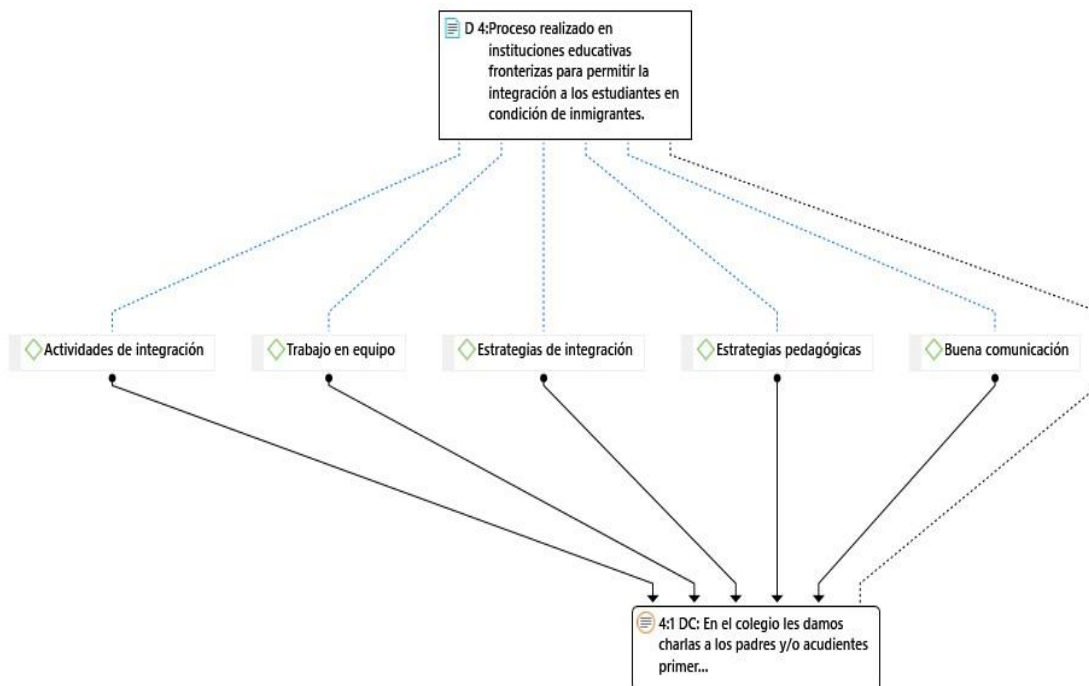 D 4:Proceso realizado en
instituciones educativas
fronterizas para permitir la
integración a los estudiantes en
condición de inmigrantes.
Actividades de integración
Trabajo en equipo
Estrategias de integración
Estrategias pedagógicas
Buena comunicación
4:1 DC: En el colegio les damos
charlas a los padres y/o acudientes
primer...